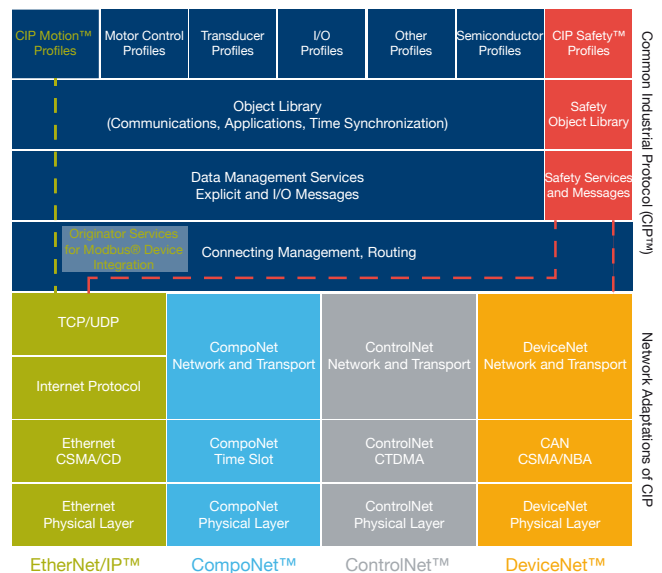 CIP Motion™
Profiles
Motor Control
Profiles
Transducer
Profiles
I/O
Profiles
Other
Profiles
Semiconductor
Profiles
CIP Safety™
Profiles
Common Industrial Protocol (CIP™)
Object Library
(Communications, Applications, Time Synchronization)
Safety
Object Library
Data Management Services
Explicit and I/O Messages
Safety Services
and Messages
Originator Services
for Modbus® Device
Integration
Connecting Management, Routing
TCP/UDP
Internet Protocol
CompoNet
Network and Transport
ControlNet
Network and Transport
DeviceNet
Network and Transport
Network Adaptations of CIP
Ethernet
CSMA/CD
CompoNet
Time Slot
ControlNet
CTDMA
CAN
CSMA/NBA
Ethernet
Physical Layer
CompoNet
Physical Layer
ControlNet
Physical Layer
DeviceNet
Physical Layer
EtherNet/IP™
CompoNet™
ControlNet™
DeviceNet™